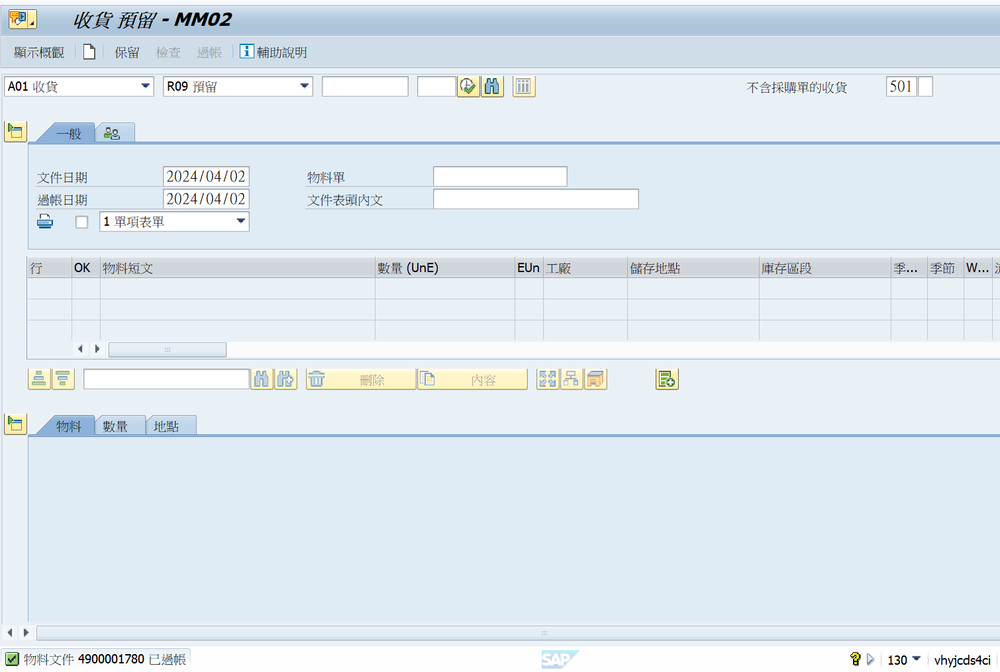 收貨 預留 - MM02
顯示概觀 保留 檢查 過帳 輔助說明
A01 收貨 R09 預留 不含採購單的收貨 501
一般
文件日期 2024/04/02 物料單
過帳日期 2024/04/02 文件表頭內文
1 單項表單
行 OK 物料短文 數量 (UnE) EUn 工廠 儲存地點 庫存區段 季... 季節 W...
刪除 內容
物料 數量 地點
物料文件 4900001780 已過帳 SAP 130 vhyjcds4ci